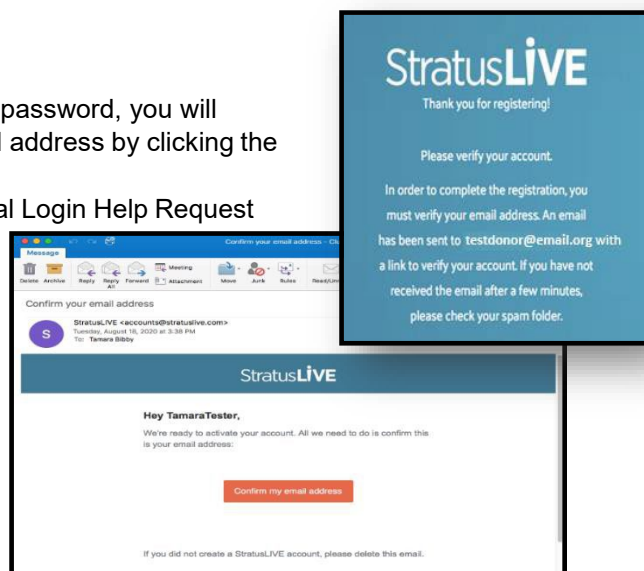 password, you will
address by clicking the
al Login Help Request
StratusLIVE
Thank you for registering!
Please verify your account.
In order to complete the registration, you
must verify your email address. An email
has been sent to testdonor@email.org with
a link to verify your account. If you have not
received the email after a few minutes,
please check your spam folder.
Confirm your email address - Cl
Message
Delete Archive Reply Reply All Forward Meeting Attachment Move Junk Rules
Confirm your email address
S
StratusLIVE <accounts@stratuslive.com>
Tuesday, August 18, 2020 at 3:38 PM
To: Tamara Bibby
StratusLIVE
Hey TamaraTester,
We're ready to activate your account. All we need to do is confirm this
is your email address:
Confirm my email address
If you did not create a StratusLIVE account, please delete this email.